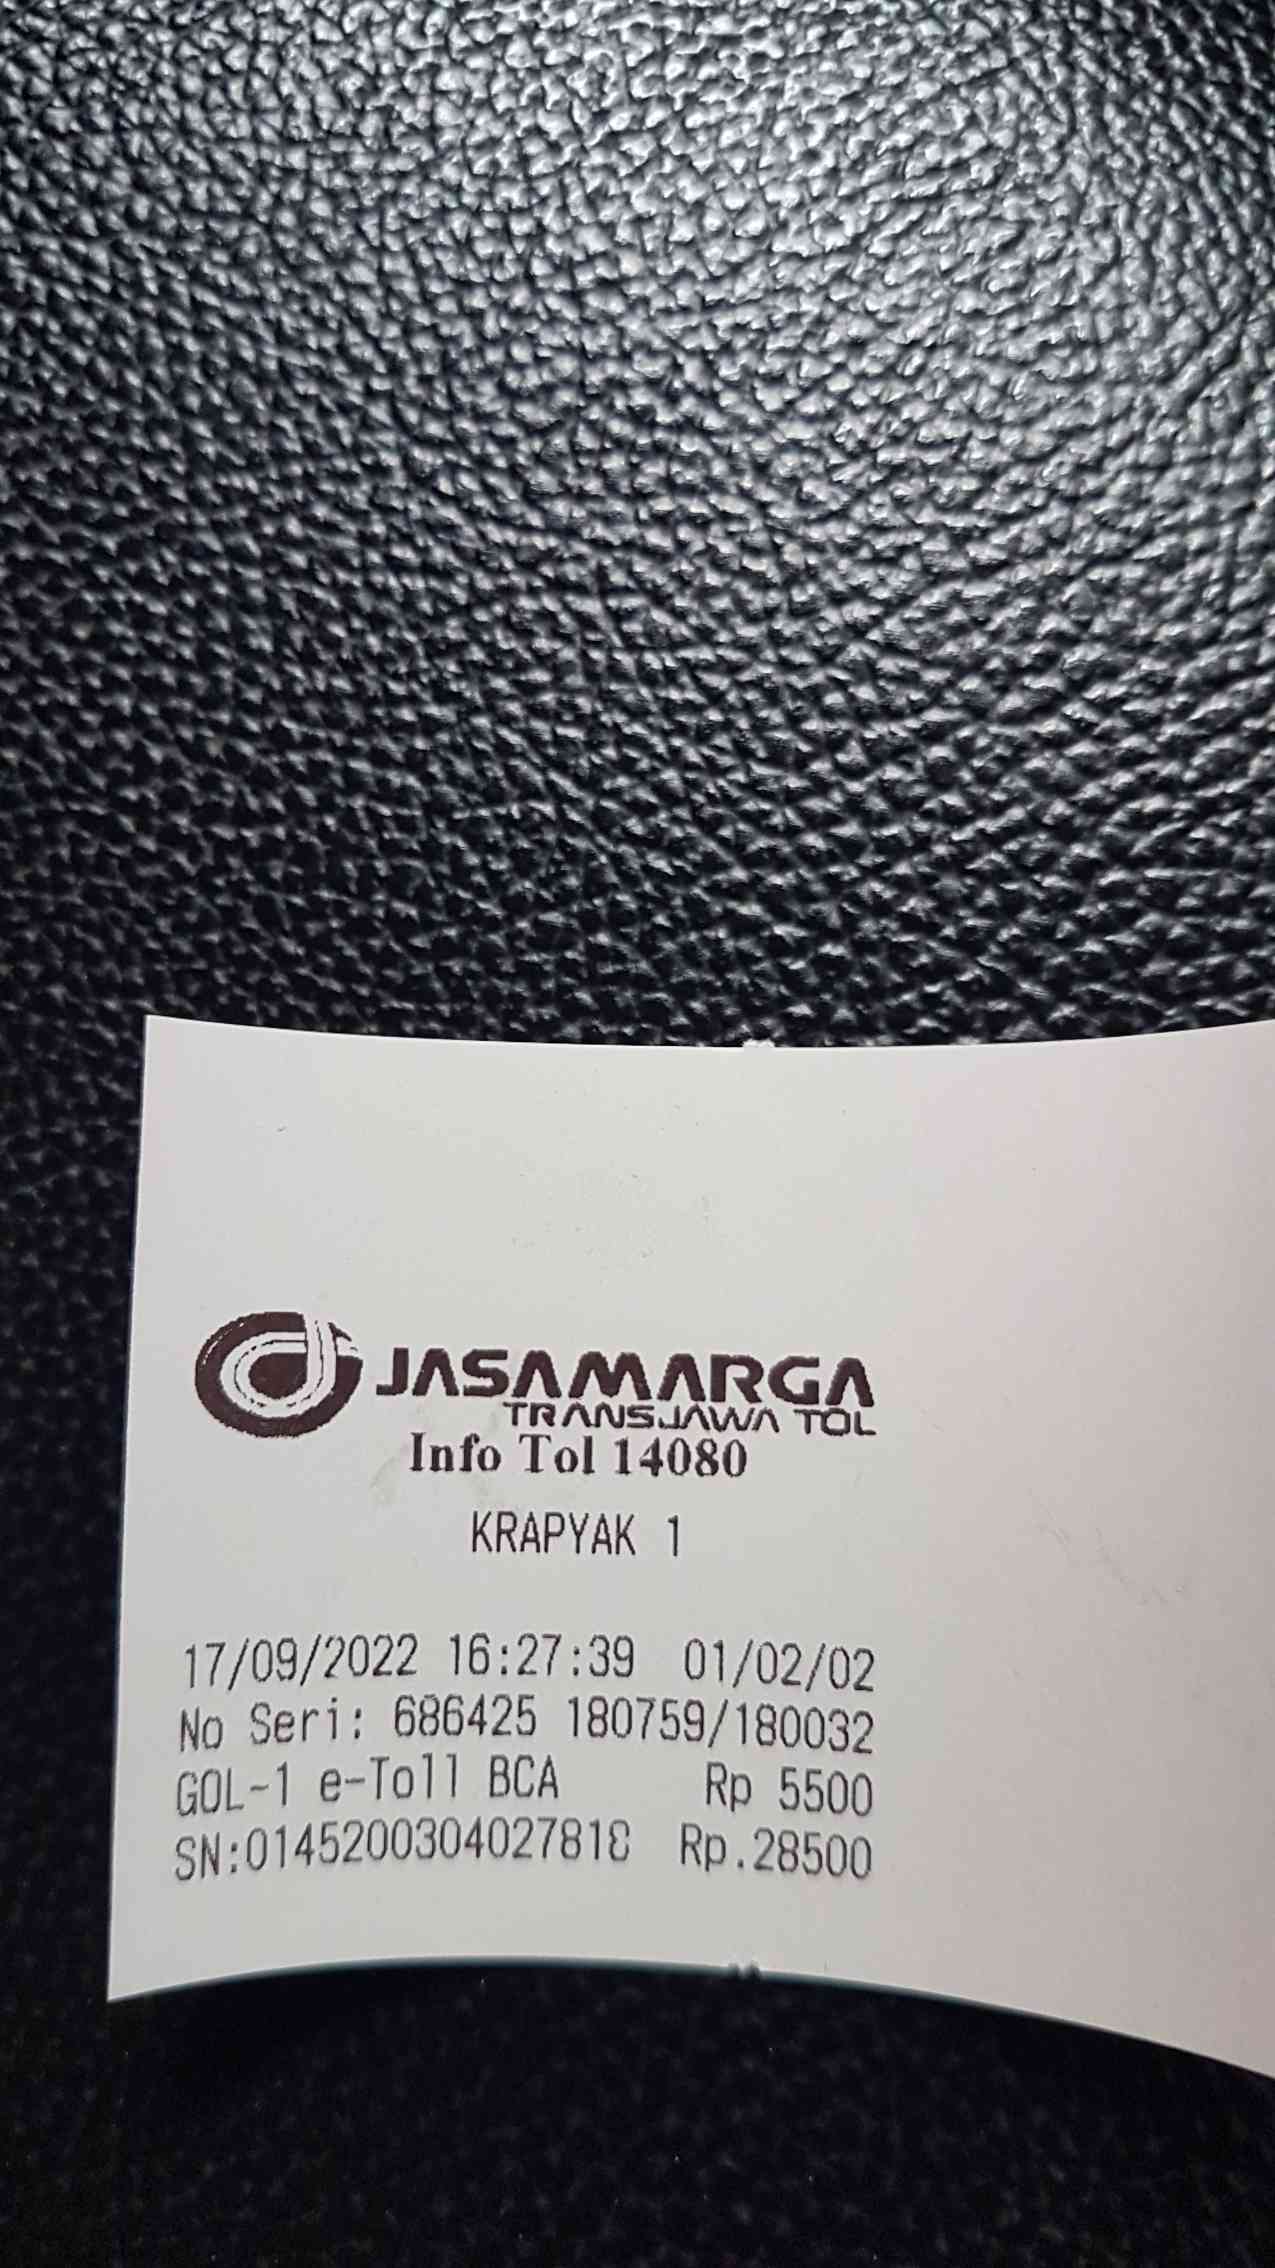 JASAMARGA
TRANSJAWA TOL
Info Tol 14080
KRAPYAK 1
17/09/2022 16:27:39 01/02/02
No Seri: 686425 180759/180032
GOL-1 e-Toll BCA Rp 5500
SN:0145200304027818 Rp.28500